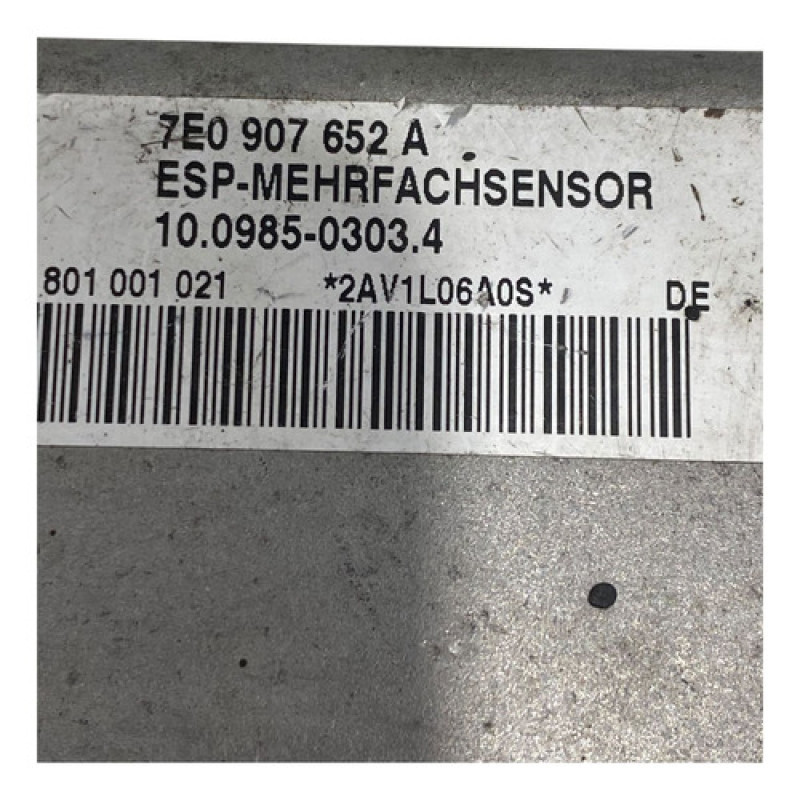 7E0 907 652 A
ESP-MEHRFACHSENSOR
10.0985-0303.4
801 001 021 *2AV1L06A0S* DE